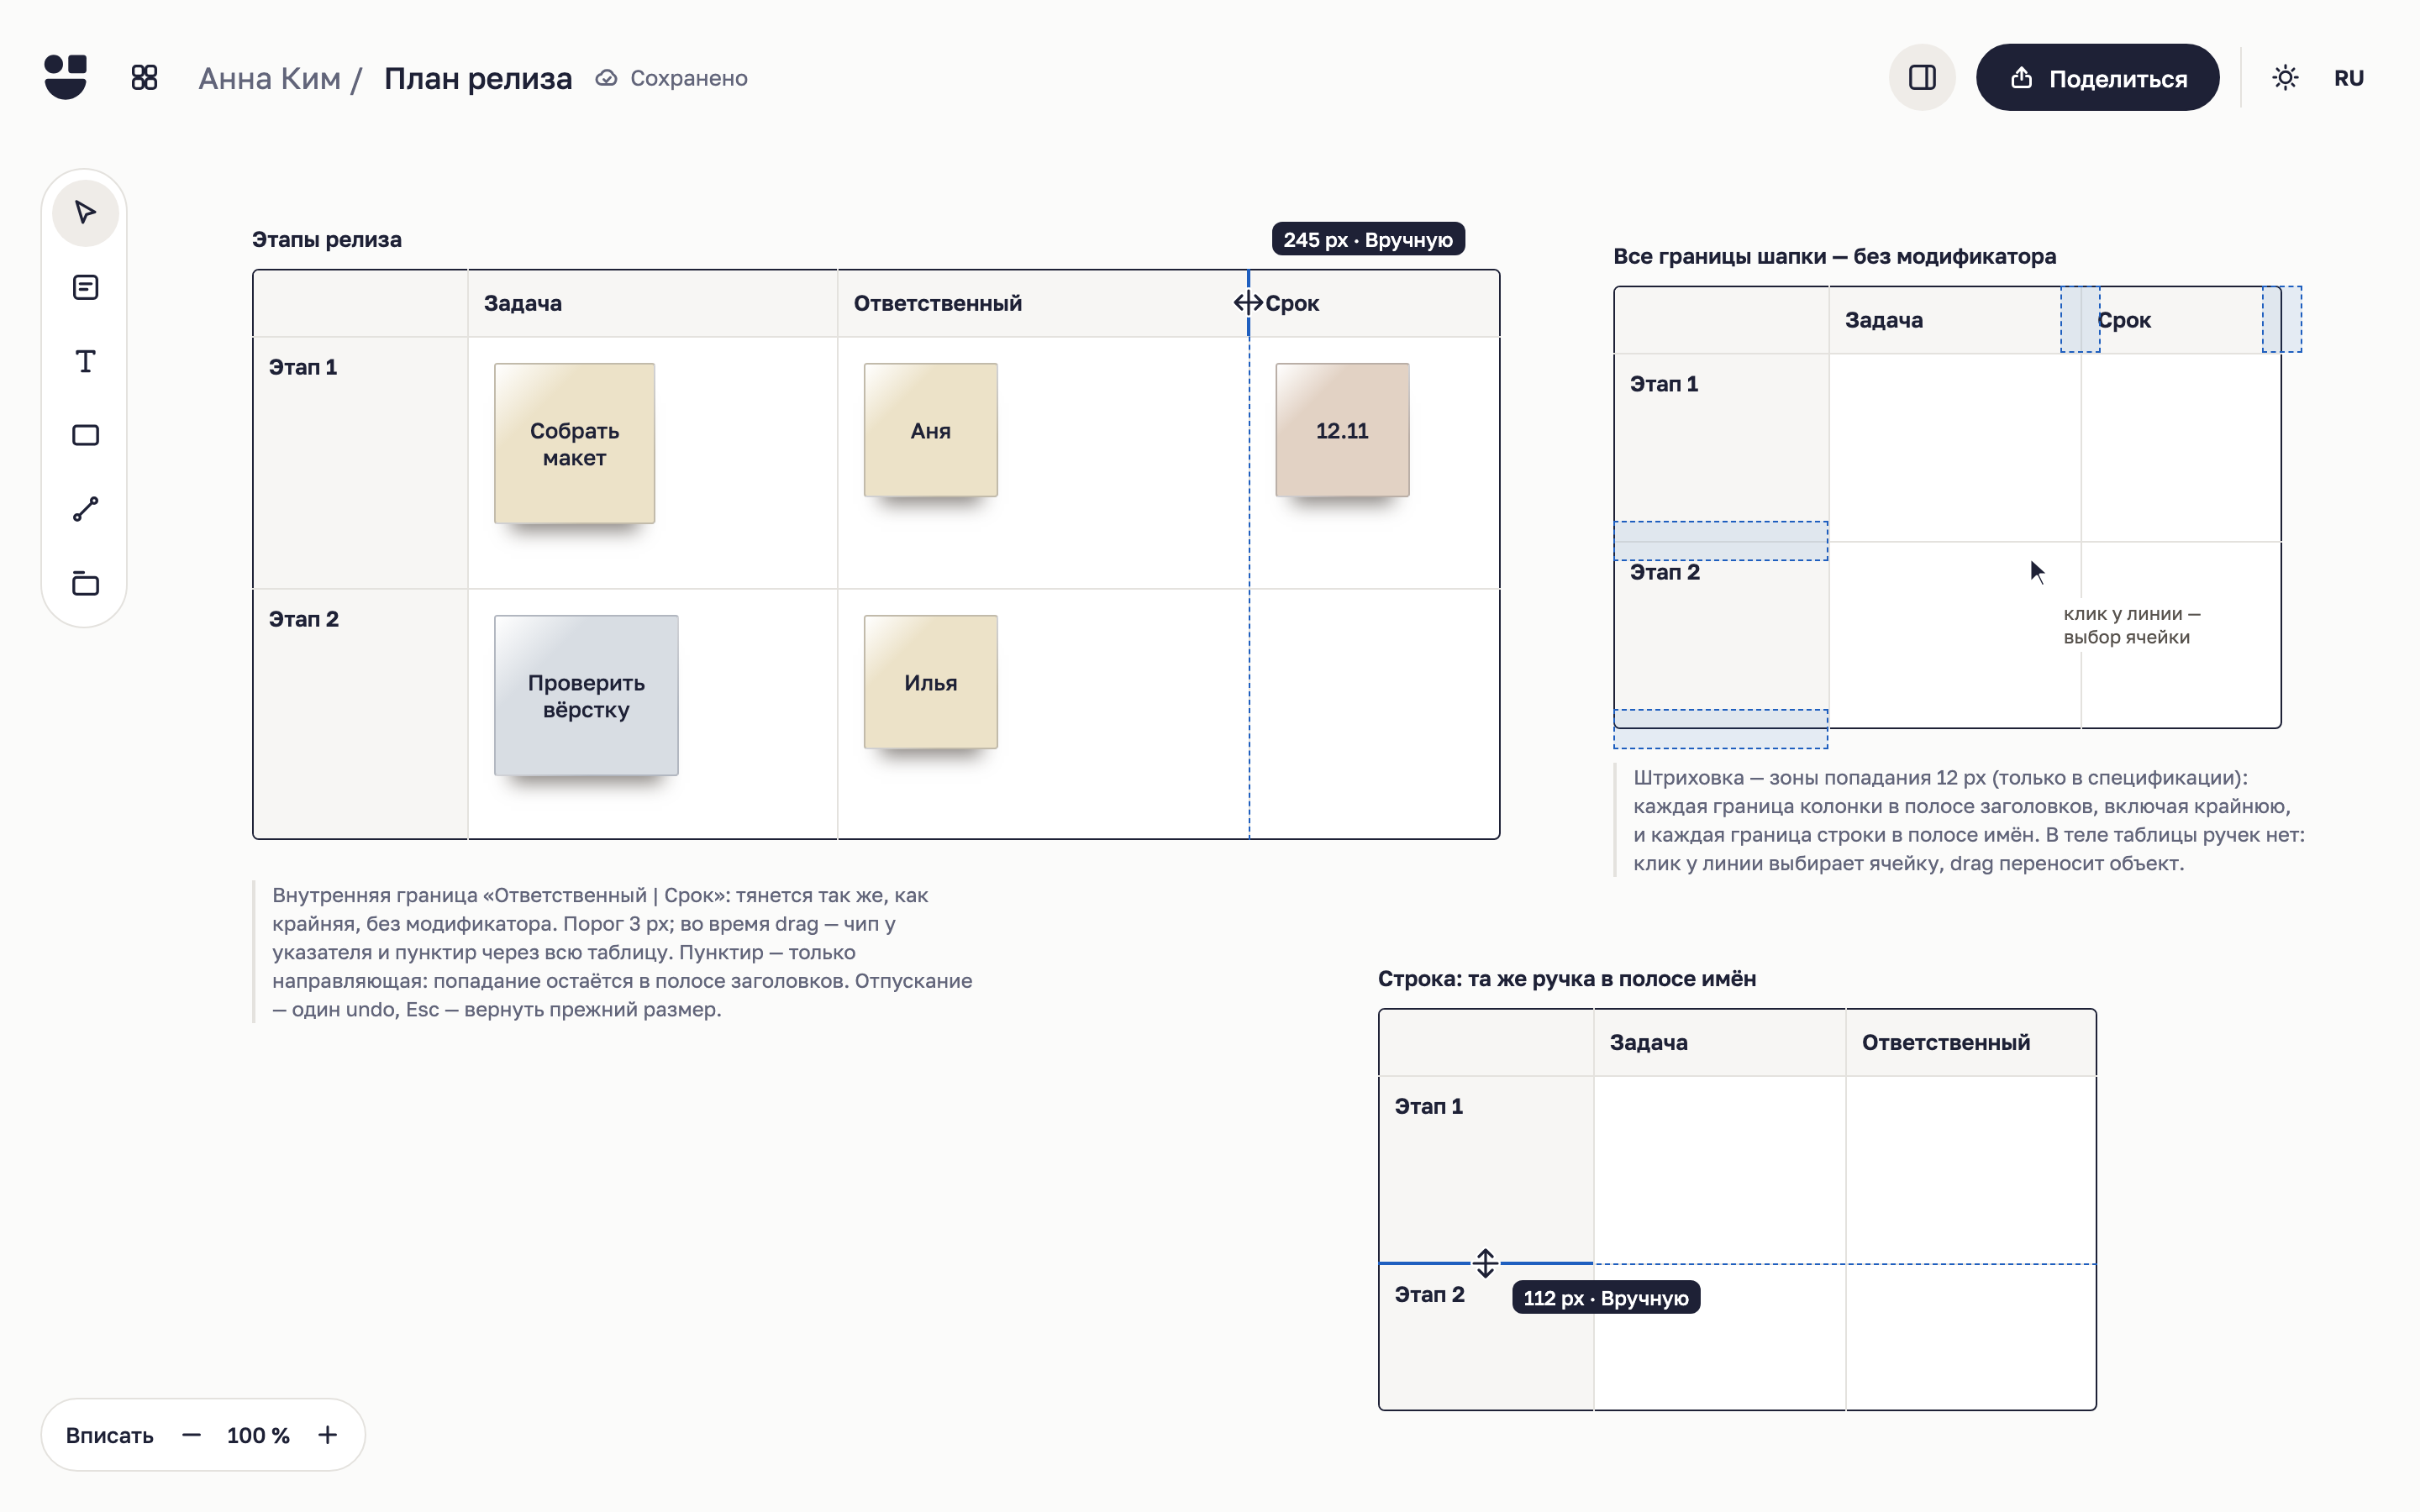 Анна Ким / План релиза Сохранено
Поделиться
RU
Этапы релиза
245 px · Вручную
Задача
Ответственный
Срок
Этап 1
Собрать
макет
Аня
12.11
Этап 2
Проверить
вёрстку
Илья
Внутренняя граница «Ответственный | Срок»: тянется так же, как
крайняя, без модификатора. Порог 3 px; во время drag — чип у
указателя и пунктир через всю таблицу. Пунктир — только
направляющая: попадание остаётся в полосе заголовков. Отпускание
— один undo, Esc — вернуть прежний размер.
Все границы шапки — без модификатора
Задача
Срок
Этап 1
Этап 2
клик у линии —
выбор ячейки
Штриховка — зоны попадания 12 px (только в спецификации):
каждая граница колонки в полосе заголовков, включая крайнюю,
и каждая граница строки в полосе имён. В теле таблицы ручек нет:
клик у линии выбирает ячейку, drag переносит объект.
Строка: та же ручка в полосе имён
Задача
Ответственный
Этап 1
Этап 2
112 px · Вручную
Вписать — 100 % +